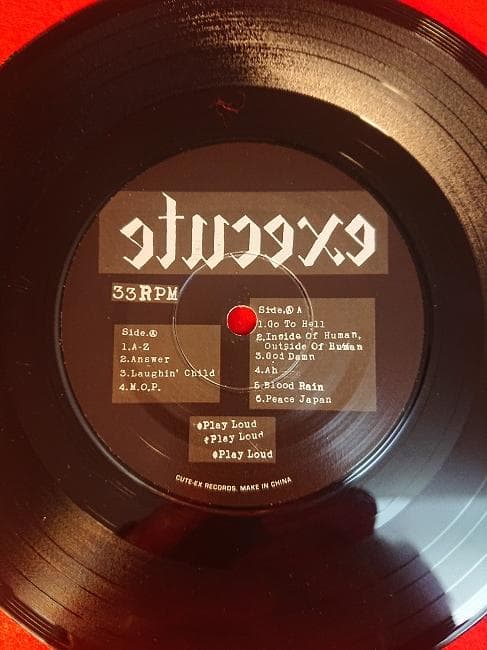 execute
33RPM
Side.Ⓐ
1.A-Z
2.Answer
3.Laughin' Child
4.M.O.P.
Side.Ⓐ A
1.Go To Hell
2.Inside Of Human,
Outside Of Human
3.God Damn
4.Ah
5.Blood Rain
6.Peace Japan
♦Play Loud
♦Play Loud
♦Play Loud
CUTE-EX RECORDS. MAKE IN CHINA